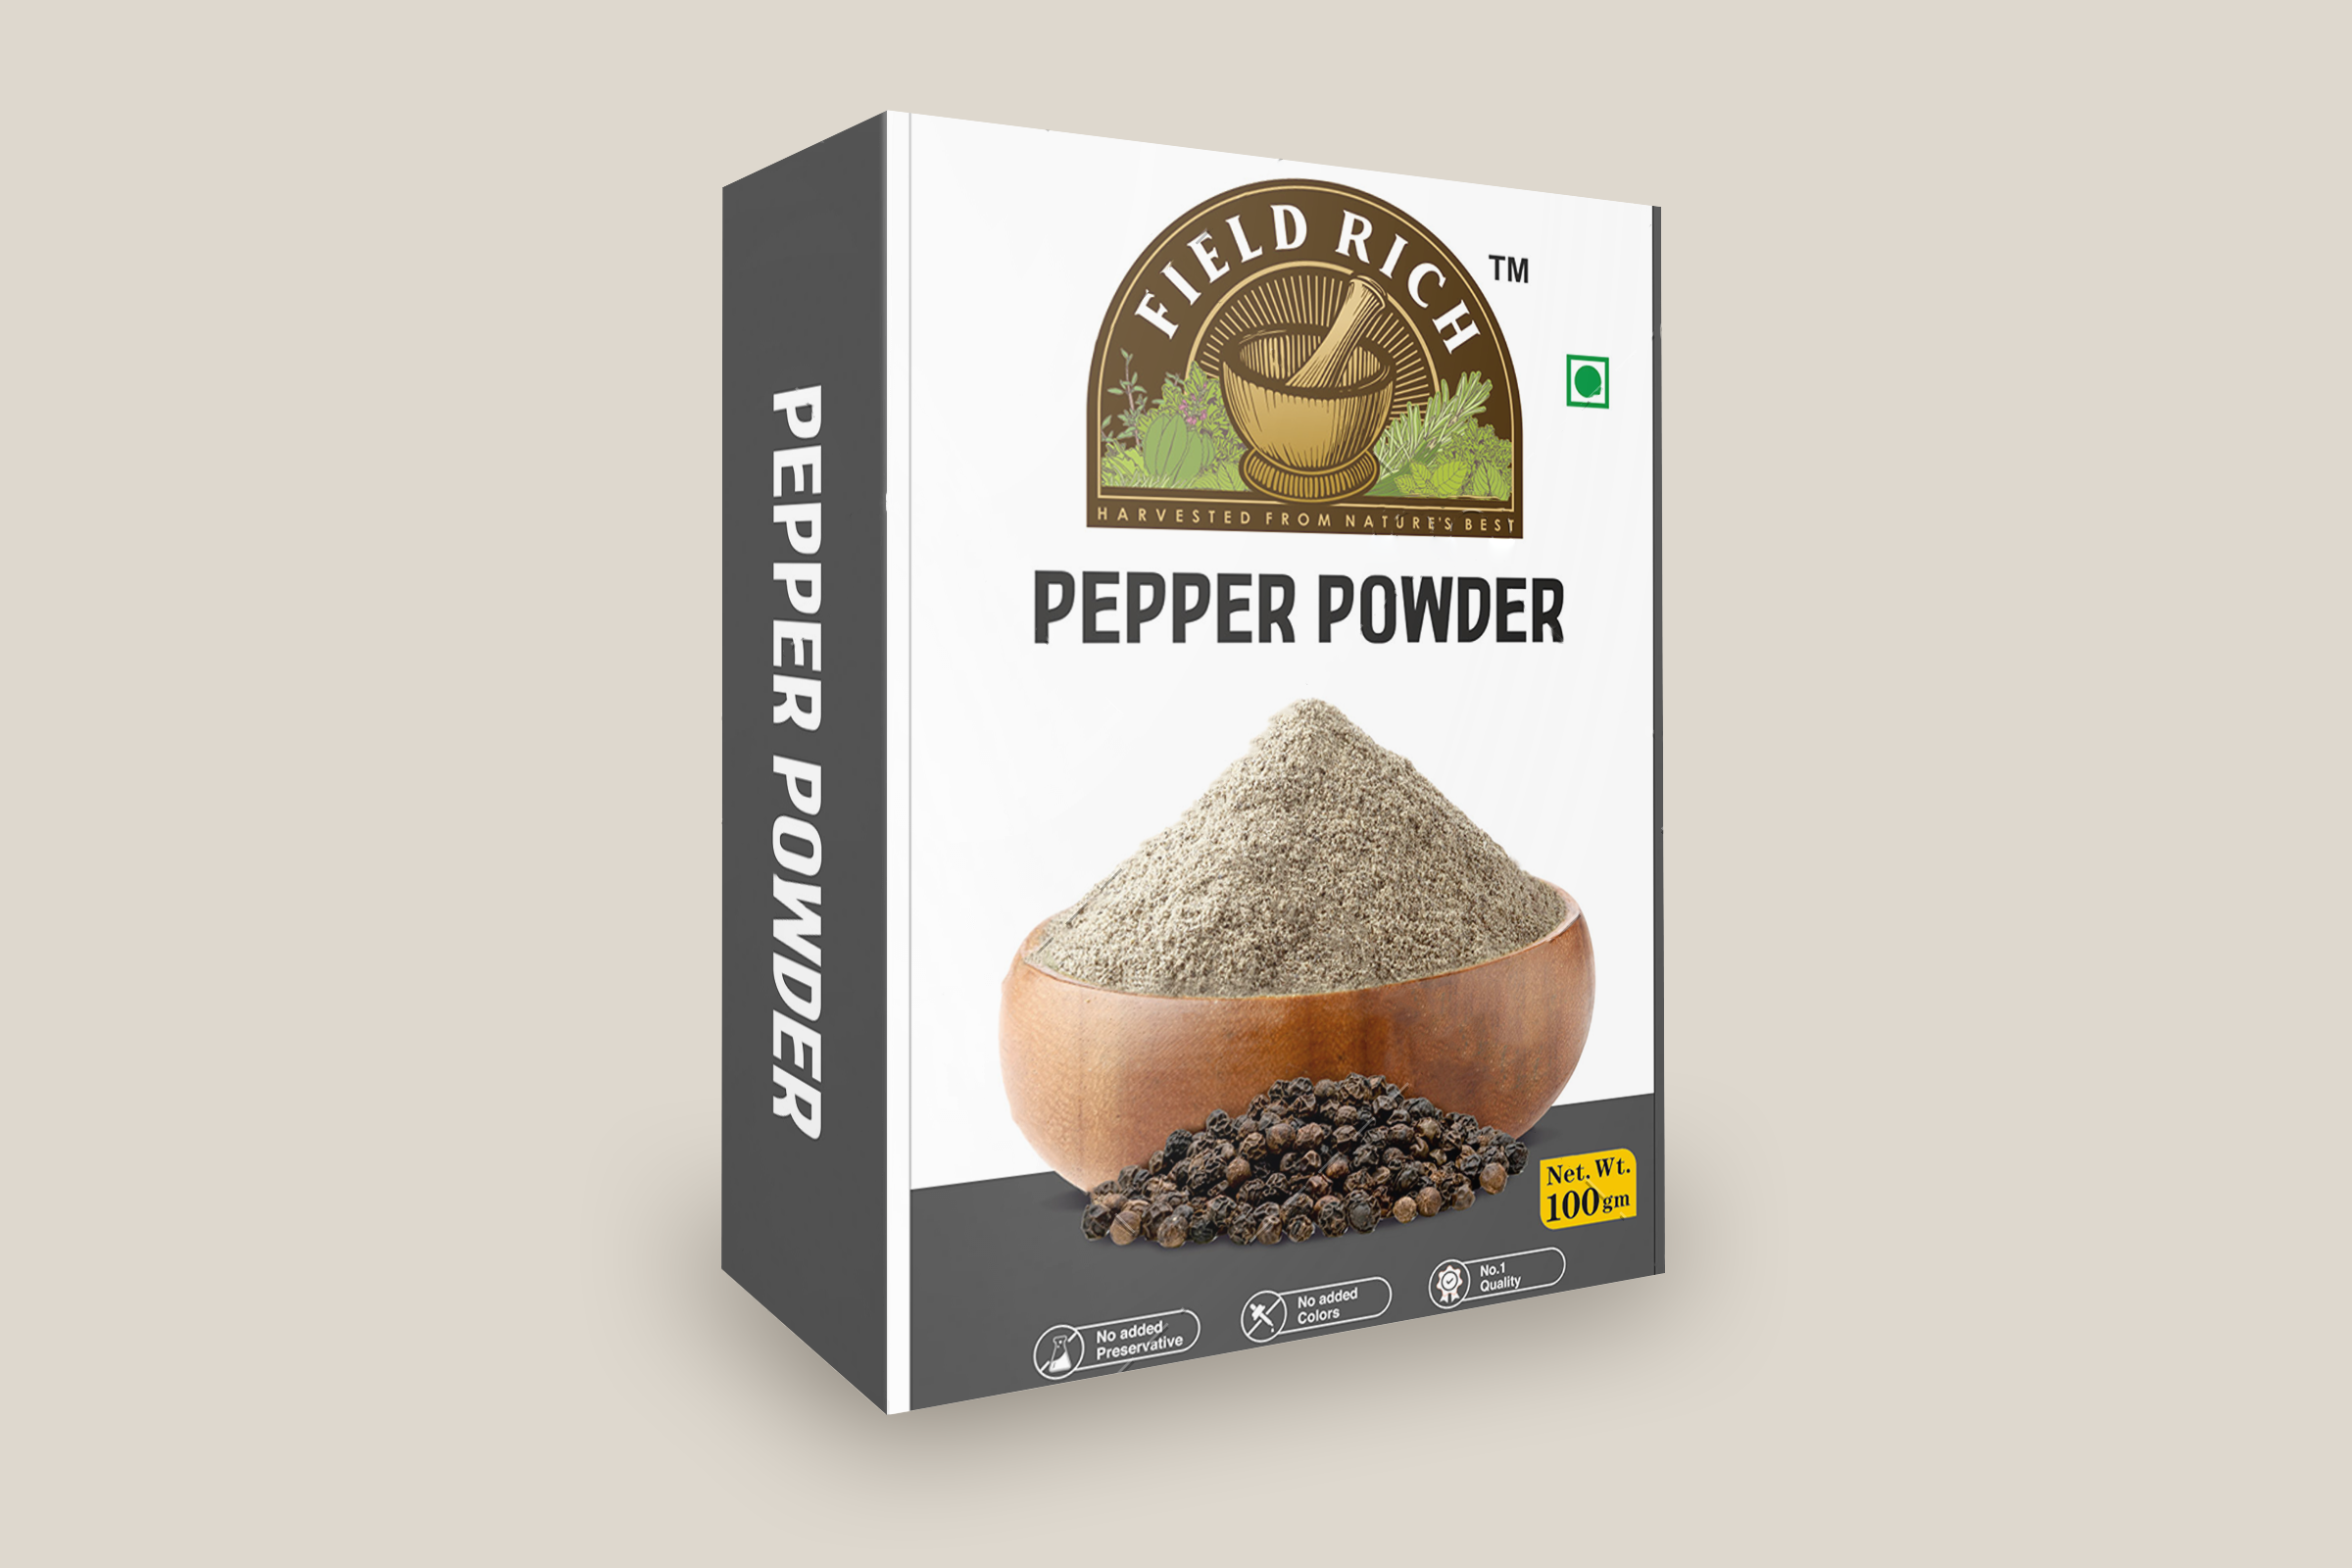 PEPPER POWDER
FIELD RICH
TM
HARVESTED FROM NATURE'S BEST
PEPPER POWDER
Net. Wt.
100gm
No added
Preservative
No added
Colors
No.1
Quality